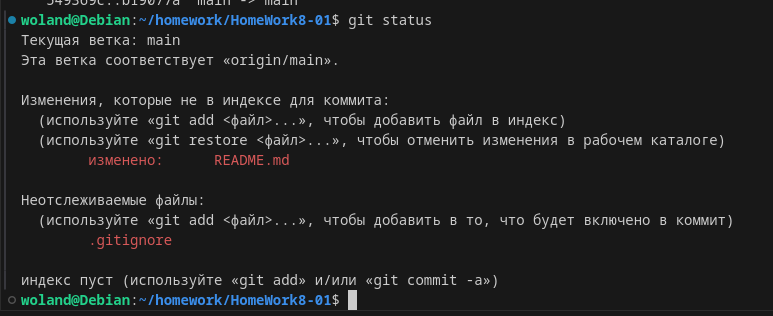 549369c..b19077a  main -> main
woland@Debian:~/homework/HomeWork8-01$ git status
Текущая ветка: main
Эта ветка соответствует «origin/main».
Изменения, которые не в индексе для коммита:
(используйте «git add <файл>...», чтобы добавить файл в индекс)
(используйте «git restore <файл>...», чтобы отменить изменения в рабочем каталоге)
изменено:      README.md
Неотслеживаемые файлы:
(используйте «git add <файл>...», чтобы добавить в то, что будет включено в коммит)
.gitignore
индекс пуст (используйте «git add» и/или «git commit -a»)
woland@Debian:~/homework/HomeWork8-01$